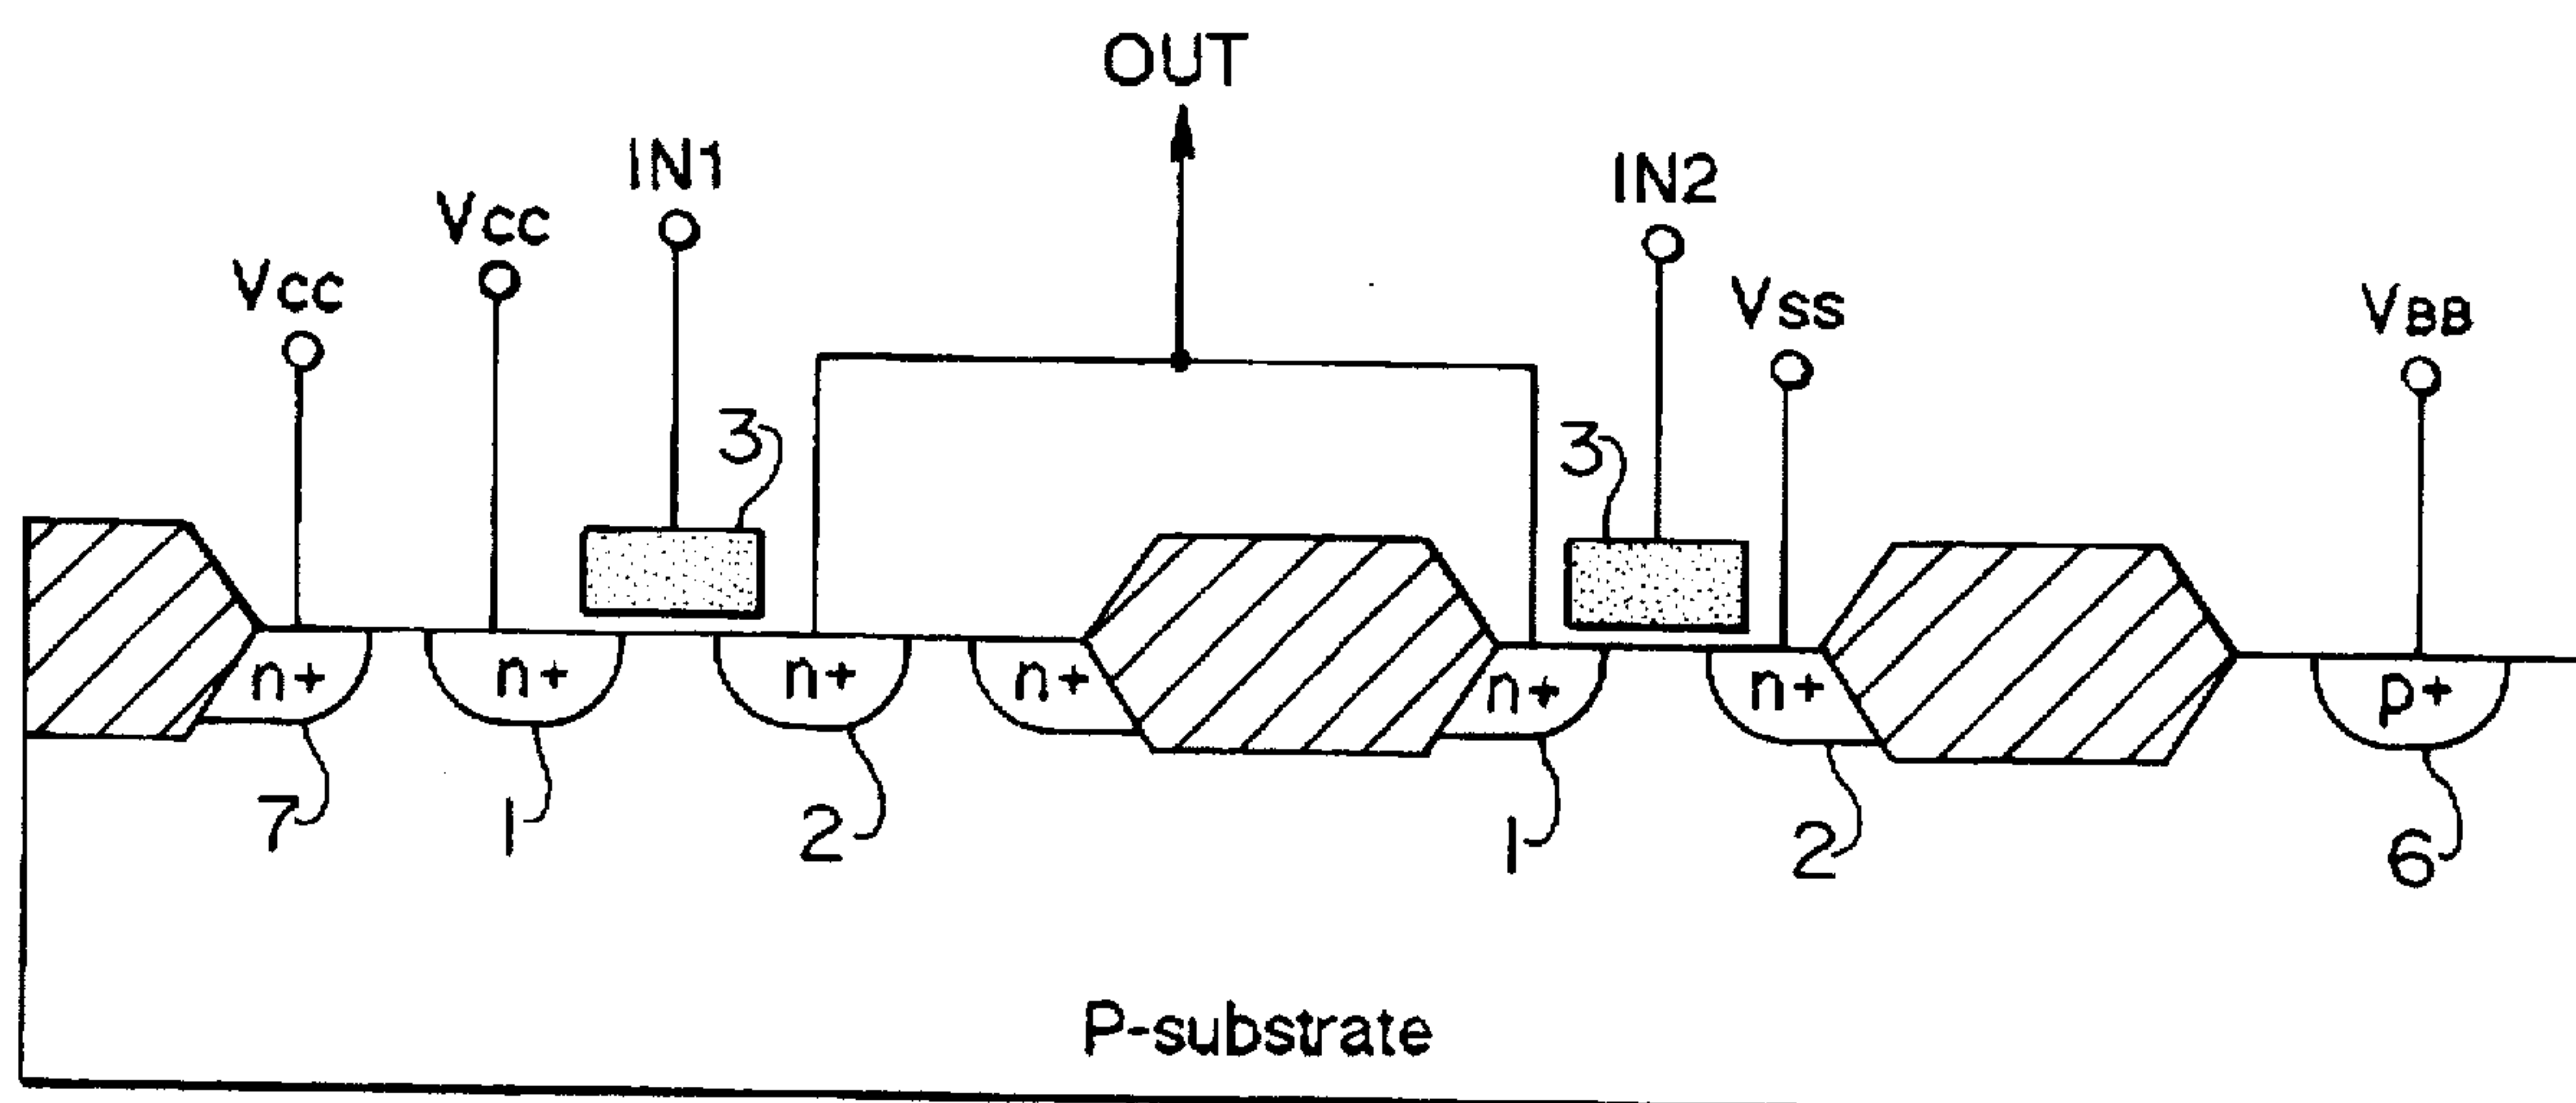 OUT
IN1
IN2
Vcc
Vcc
Vss
VBB
3
3
n+
n+
n+
n+
n+
n+
p+
7
1
2
1
2
6
P-substrate